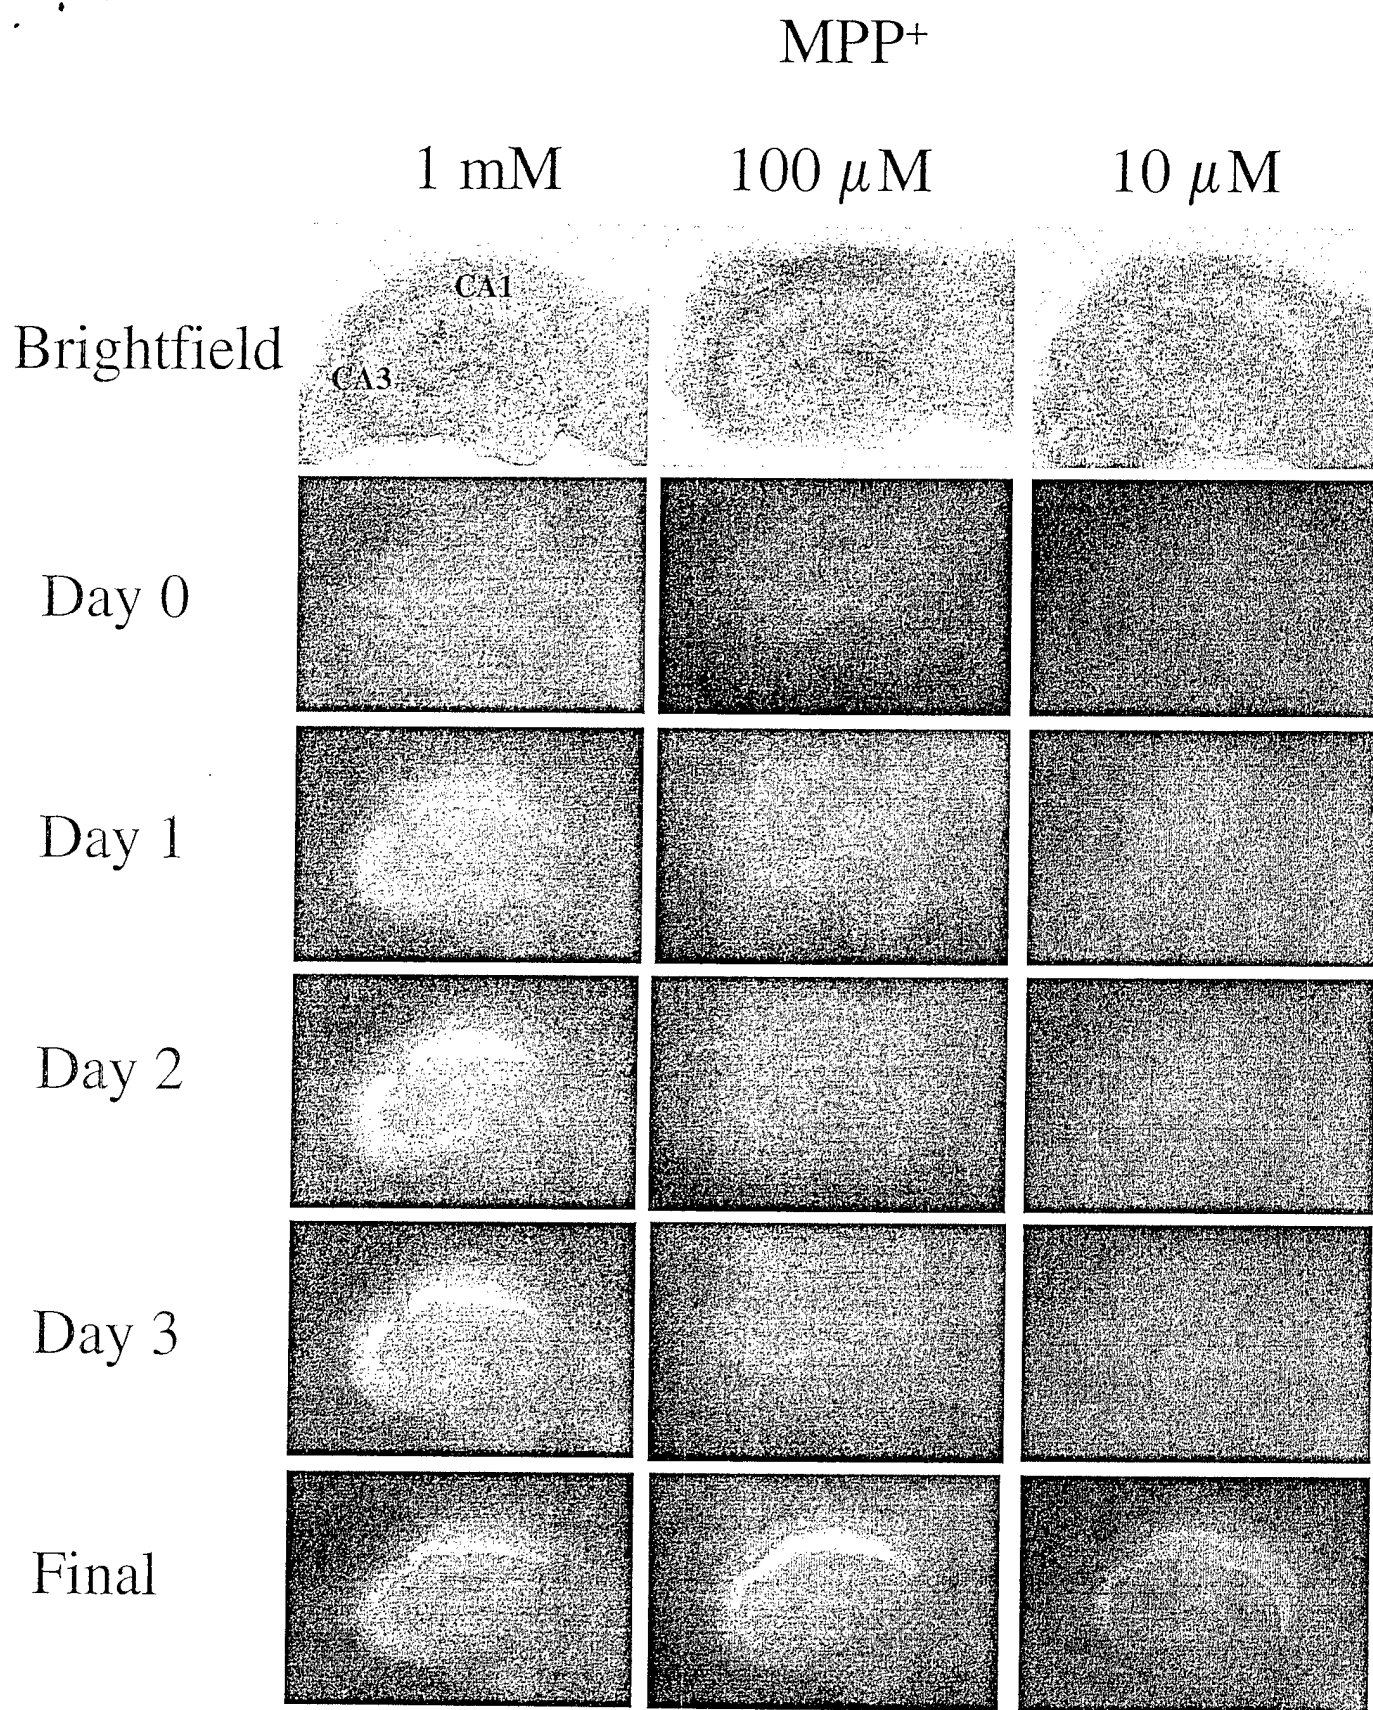 MPP+
1 mM 100 μM 10 μM
Brightfield
CA1
CA3
Day 0
Day 1
Day 2
Day 3
Final